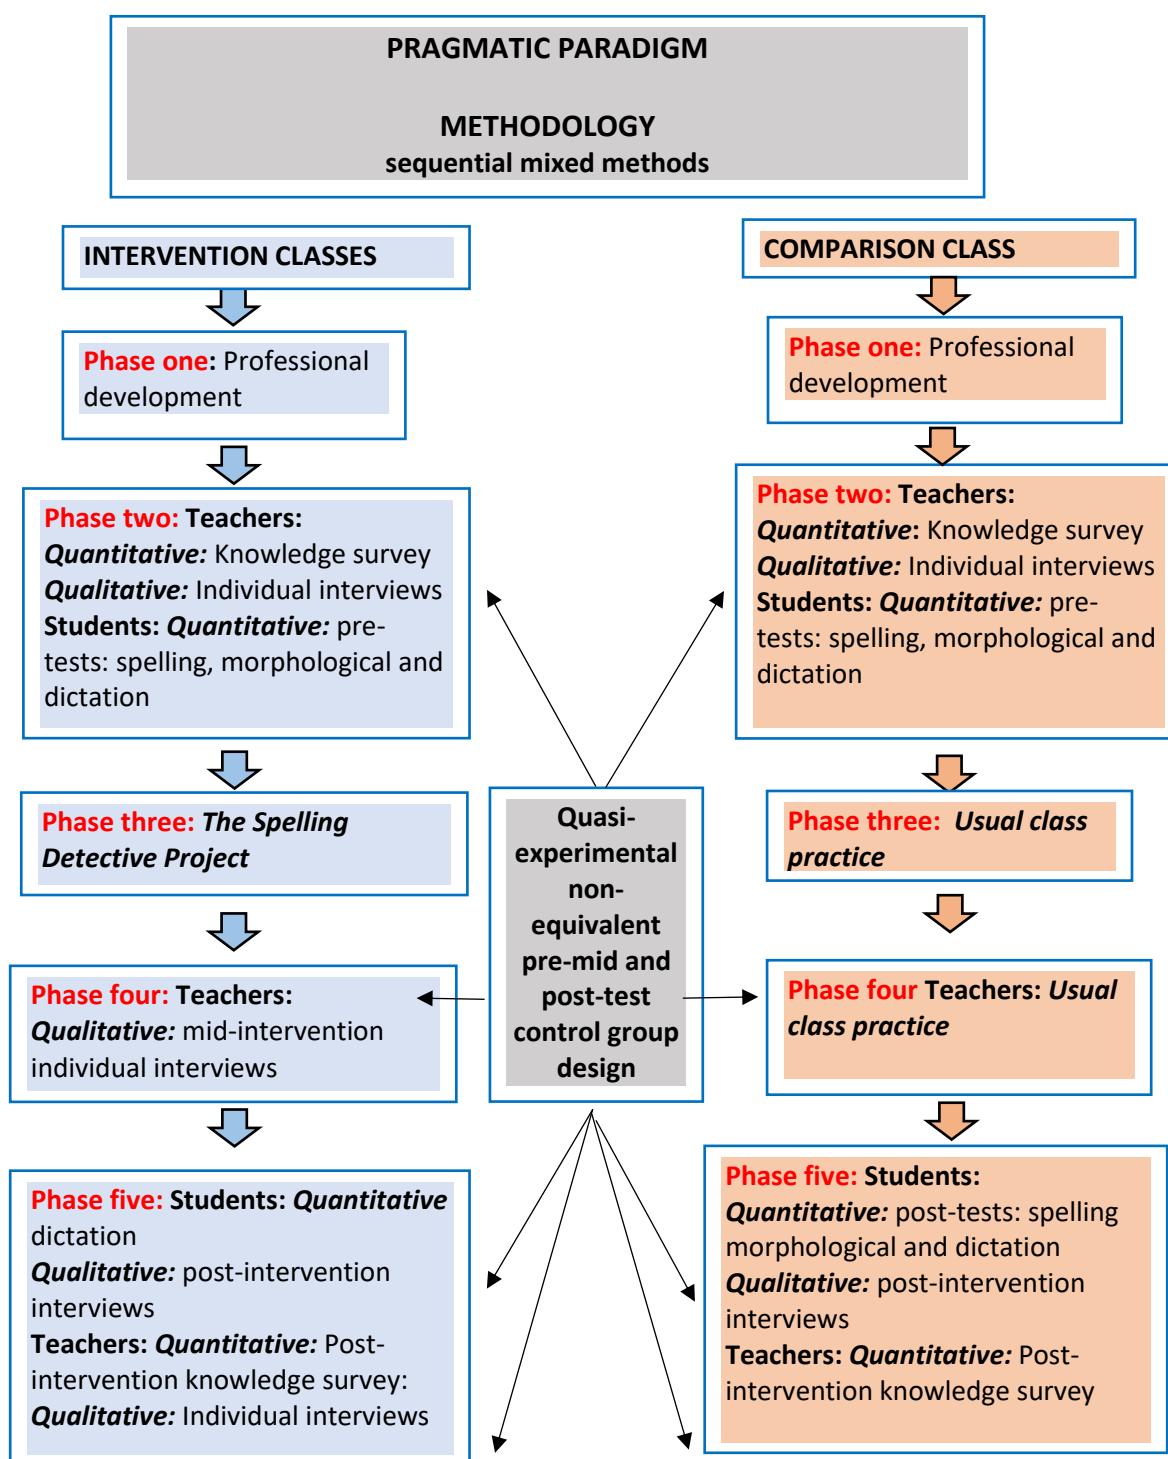 PRAGMATIC PARADIGM
METHODOLOGY
sequential mixed methods
INTERVENTION CLASSES
COMPARISON CLASS
Phase one: Professional
development
Phase one: Professional
development
Phase two: Teachers:
Quantitative: Knowledge survey
Qualitative: Individual interviews
Students: Quantitative: pre-
tests: spelling, morphological and
dictation
Phase two: Teachers:
Quantitative: Knowledge survey
Qualitative: Individual interviews
Students: Quantitative: pre-
tests: spelling, morphological and
dictation
Phase three: The Spelling
Detective Project
Quasi-
experimental
non-
equivalent
pre-mid and
post-test
control group
design
Phase three: Usual class
practice
Phase four: Teachers:
Qualitative: mid-intervention
individual interviews
Phase four Teachers: Usual
class practice
Phase five: Students: Quantitative
dictation
Qualitative: post-intervention
interviews
Teachers: Quantitative: Post-
intervention knowledge survey:
Qualitative: Individual interviews
Phase five: Students:
Quantitative: post-tests: spelling
morphological and dictation
Qualitative: post-intervention
interviews
Teachers: Quantitative: Post-
intervention knowledge survey